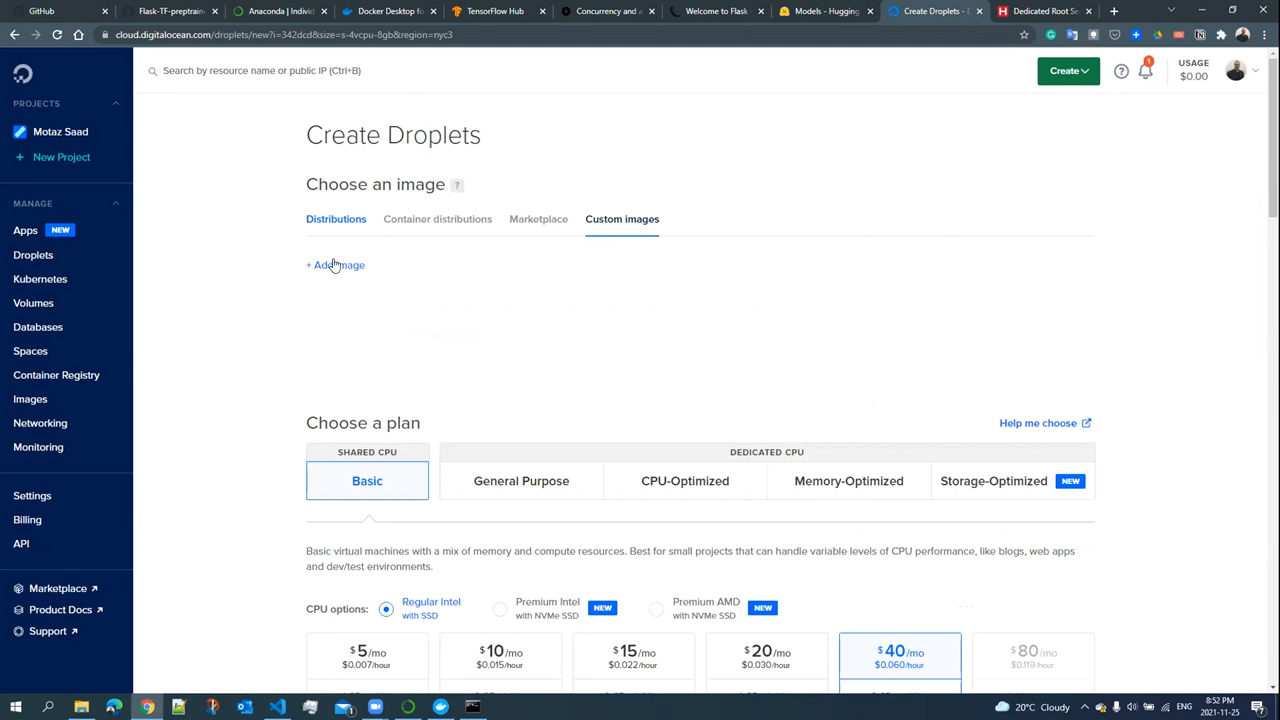 Github
Flask-TF-pretraine
Anaconda | Individ
Docker Desktop fo
TensorFlow Hub
Concurrency and a
Welcome to Flask
Models - Hugging
Create Droplets - D
Dedicated Root Se
cloud.digitalocean.com/droplets/new?i=342dcd&size=s-4vcpu-8gb&region=nyc3
Search by resource name or public IP (Ctrl+B)
Create
1
USAGE
$0.00
PROJECTS
Motaz Saad
+ New Project
MANAGE
Apps NEW
Droplets
Kubernetes
Volumes
Databases
Spaces
Container Registry
Images
Networking
Monitoring
Settings
Billing
API
Marketplace
Product Docs
Support
Create Droplets
Choose an image ?
Distributions Container distributions Marketplace Custom images
+ Add image
Choose a plan
Help me choose
SHARED CPU DEDICATED CPU
Basic General Purpose CPU-Optimized Memory-Optimized Storage-Optimized NEW
Basic virtual machines with a mix of memory and compute resources. Best for small projects that can handle variable levels of CPU performance, like blogs, web apps
and dev/test environments.
CPU options: Regular Intel with SSD Premium Intel with NVMe SSD NEW Premium AMD with NVMe SSD NEW
$5/mo $10/mo $15/mo $20/mo $40/mo $80/mo
$0.007/hour $0.015/hour $0.022/hour $0.030/hour $0.060/hour $0.119/hour
20°C Cloudy
ENG
8:52 PM
2021-11-25